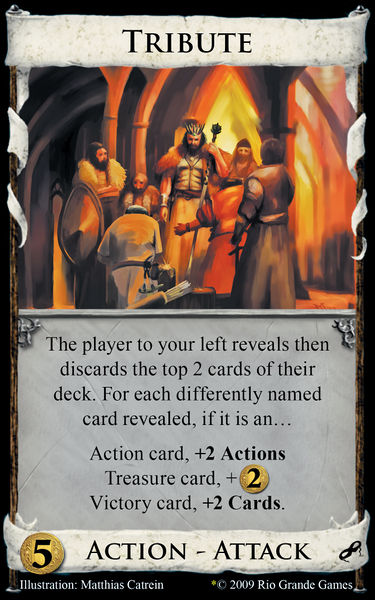 TRIBUTE
The player to your left reveals then
discards the top 2 cards of their
deck. For each differently named
card revealed, if it is an…
Action card, +2 Actions
Treasure card, +2
Victory card, +2 Cards.
5 ACTION - ATTACK
Illustration: Matthias Catrein *© 2009 Rio Grande Games